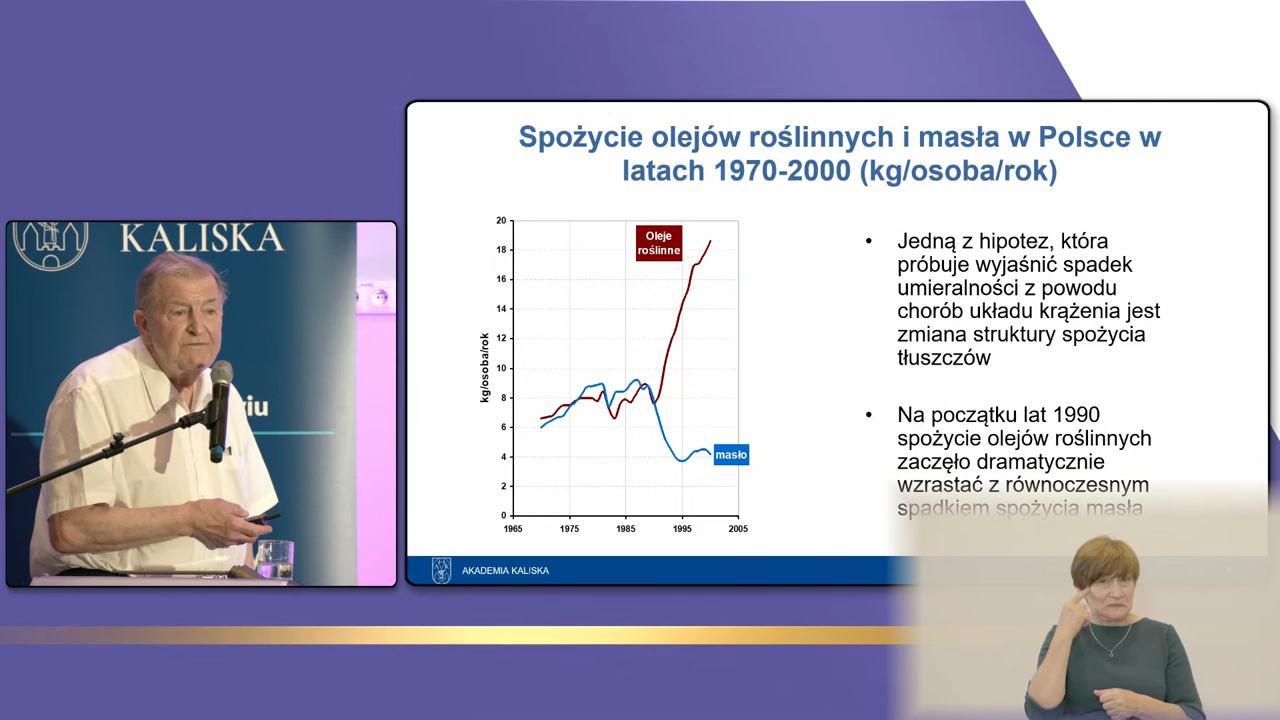 KALISKA
iu
Spożycie olejów roślinnych i masła w Polsce w
latach 1970-2000 (kg/osoba/rok)
kg/osoba/rok
20
18
16
14
12
10
8
6
4
2
0
1965
1975
1985
1995
2005
Oleje
roślinne
masło
• Jedną z hipotez, która
próbuje wyjaśnić spadek
umieralności z powodu
chorób układu krążenia jest
zmiana struktury spożycia
tłuszczów
• Na początku lat 1990
spożycie olejów roślinnych
zaczęło dramatycznie
wzrastać z równoczesnym
spadkiem spożycia masła
AKADEMIA KALISKA